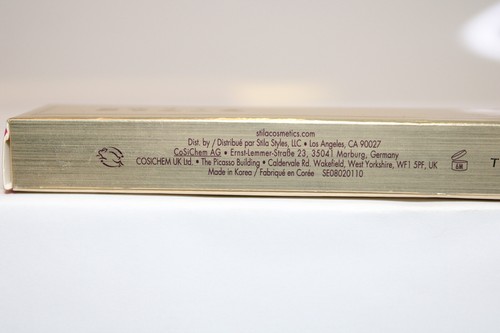 stilacosmetics.com
Dist. by / Distribué par Stila Styles, LLC • Los Angeles, CA 90027
CoSiChem AG • Ernst-Lemmer-Straße 23, 35041 Marburg, Germany
COSICHEM UK Ltd. • The Picasso Building • Caldervale Rd. Wakefield, West Yorkshire, WF1 5PF, UK
Made in Korea / Fabriqué en Corée SE08020110
T